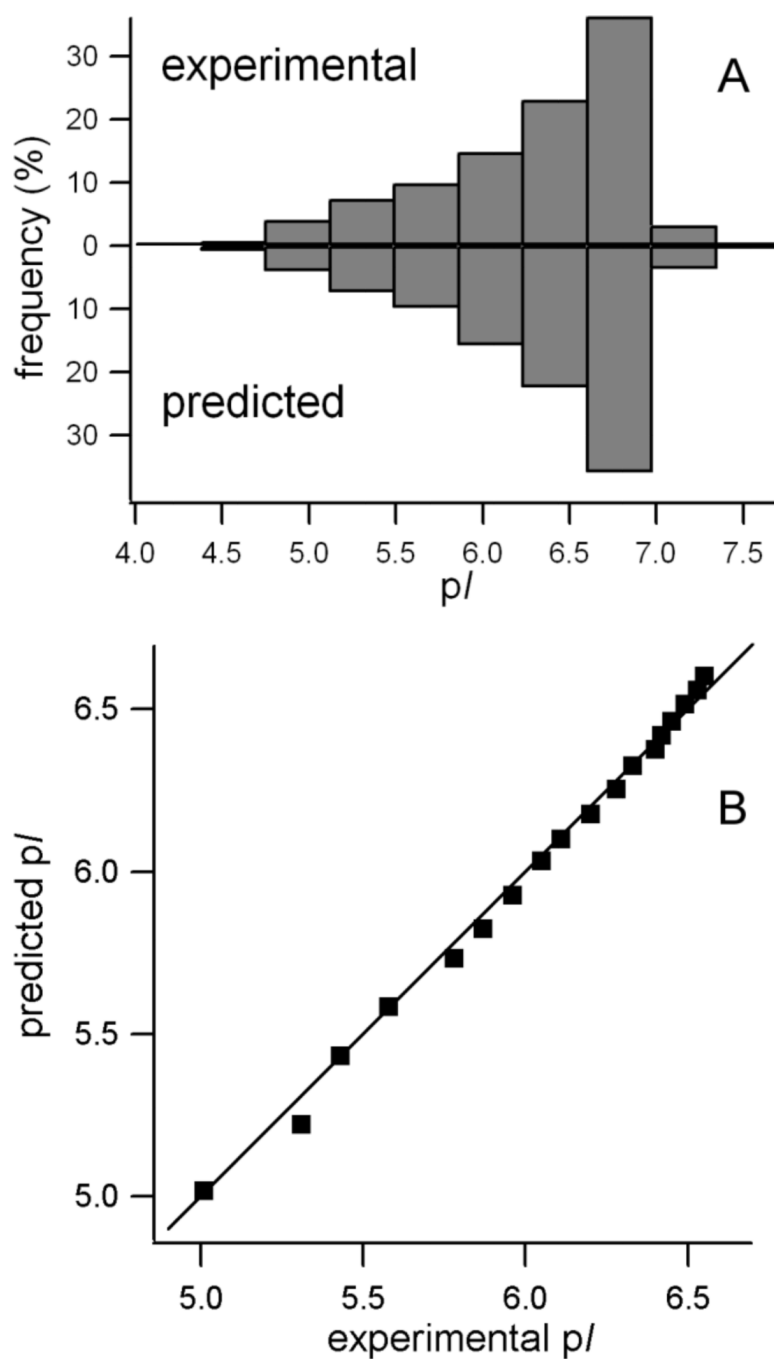 30
experimental
A
20
10
0
frequency (%)
10
20
predicted
30
4.0 4.5 5.0 5.5 6.0 6.5 7.0 7.5
pI
6.5
B
6.0
predicted pI
5.5
5.0
5.0 5.5 6.0 6.5
experimental pI